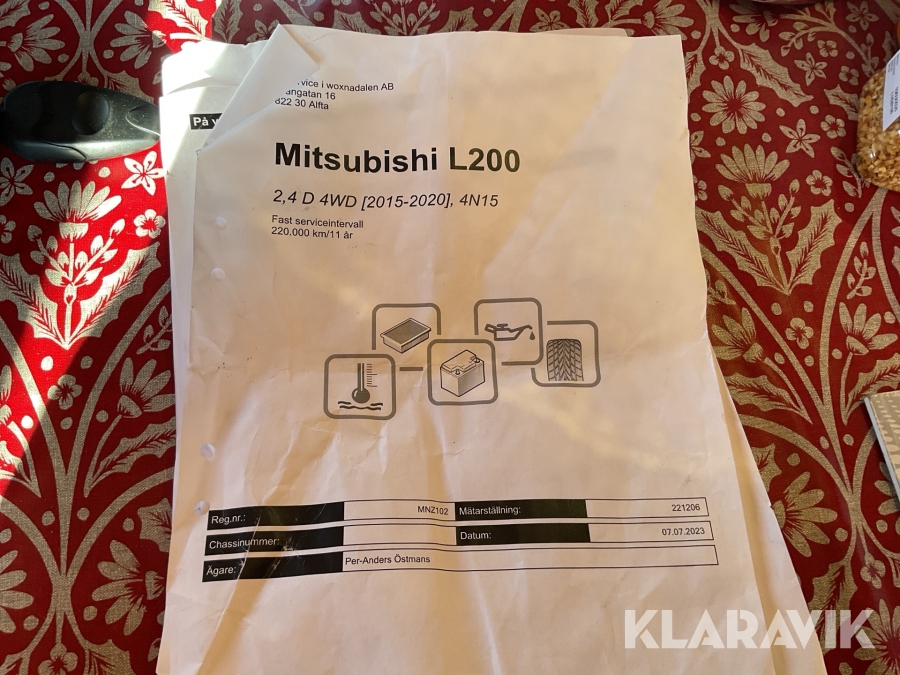 vice i woxnadalen AB
angatan 16
822 30 Alfta
På
Mitsubishi L200
2,4 D 4WD [2015-2020], 4N15
Fast serviceintervall
220.000 km/11 år
Reg.nr.: MNZ102 Mätarställning: 221206
Chassinummer: Datum: 07.07.2023
Ägare: Per-Anders Östmans
KLARAVIK